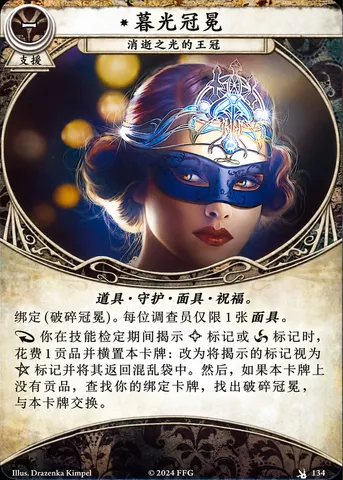 暮光冠冕
消逝之光的王冠
支援
道具·守护·面具·祝福。
绑定(破碎冠冕)。每位调查员仅限1张面具。
你在技能检定期间揭示 标记或 标记时,
花费1贡品并横置本卡牌:改为将揭示的标记视为
标记并将其返回混乱袋中。然后,如果本卡牌上
没有贡品,查找你的绑定卡牌,找出破碎冠冕,
与本卡牌交换。
Illus. Drazenka Kimpel © 2024 FFG 134